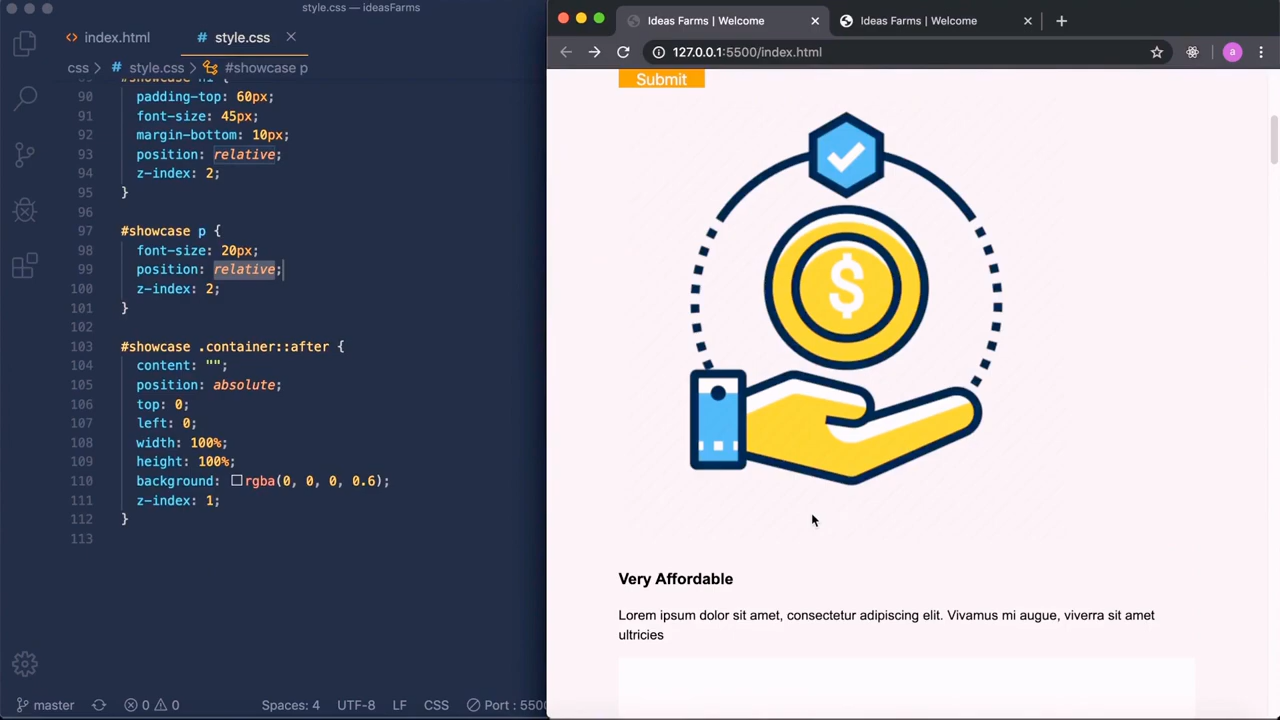 style.css — ideasFarms
<> index.html
# style.css ×
css > # style.css > #showcase p
89 #showcase h1 {
90 padding-top: 60px;
91 font-size: 45px;
92 margin-bottom: 10px;
93 position: relative;
94 z-index: 2;
95 }
96
97 #showcase p {
98 font-size: 20px;
99 position: relative;
100 z-index: 2;
101 }
102
103 #showcase .container::after {
104 content: "";
105 position: absolute;
106 top: 0;
107 left: 0;
108 width: 100%;
109 height: 100%;
110 background: rgba(0, 0, 0, 0.6);
111 z-index: 1;
112 }
113
master 0 0 Spaces: 4 UTF-8 LF CSS Port : 5500
Ideas Farms | Welcome ×
Ideas Farms | Welcome × +
127.0.0.1:5500/index.html
a
Submit
$
Very Affordable
Lorem ipsum dolor sit amet, consectetur adipiscing elit. Vivamus mi augue, viverra sit amet
ultricies